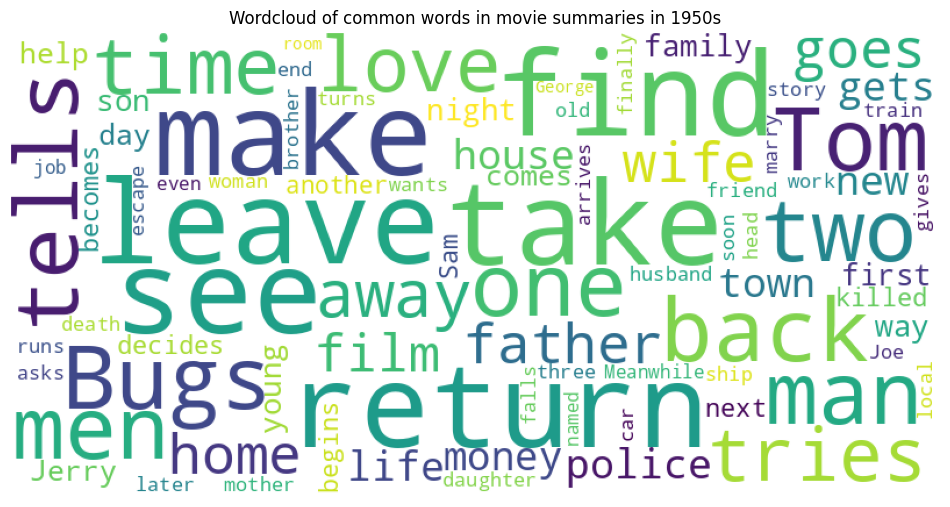 Wordcloud of common words in movie summaries in 1950s
help
time
room
end
love
find
family
goes
gets
story
train
tells
son
day
make
brother
turns
night
George
old
finally
Tom
marry
job
becomes
escape
even
woman
another
wants
house
comes
arrives
wife
friend
work
new
gives
leave
take
two
soon
head
see
Sam
away
one
husband
town
first
killed
death
decides
film
father
back
way
runs
asks
Bugs
young
three
Meanwhile
ship
Joe
local
men
return
falls
named
car
next
man
Jerry
home
begins
life
money
police
tries
later
mother
daughter